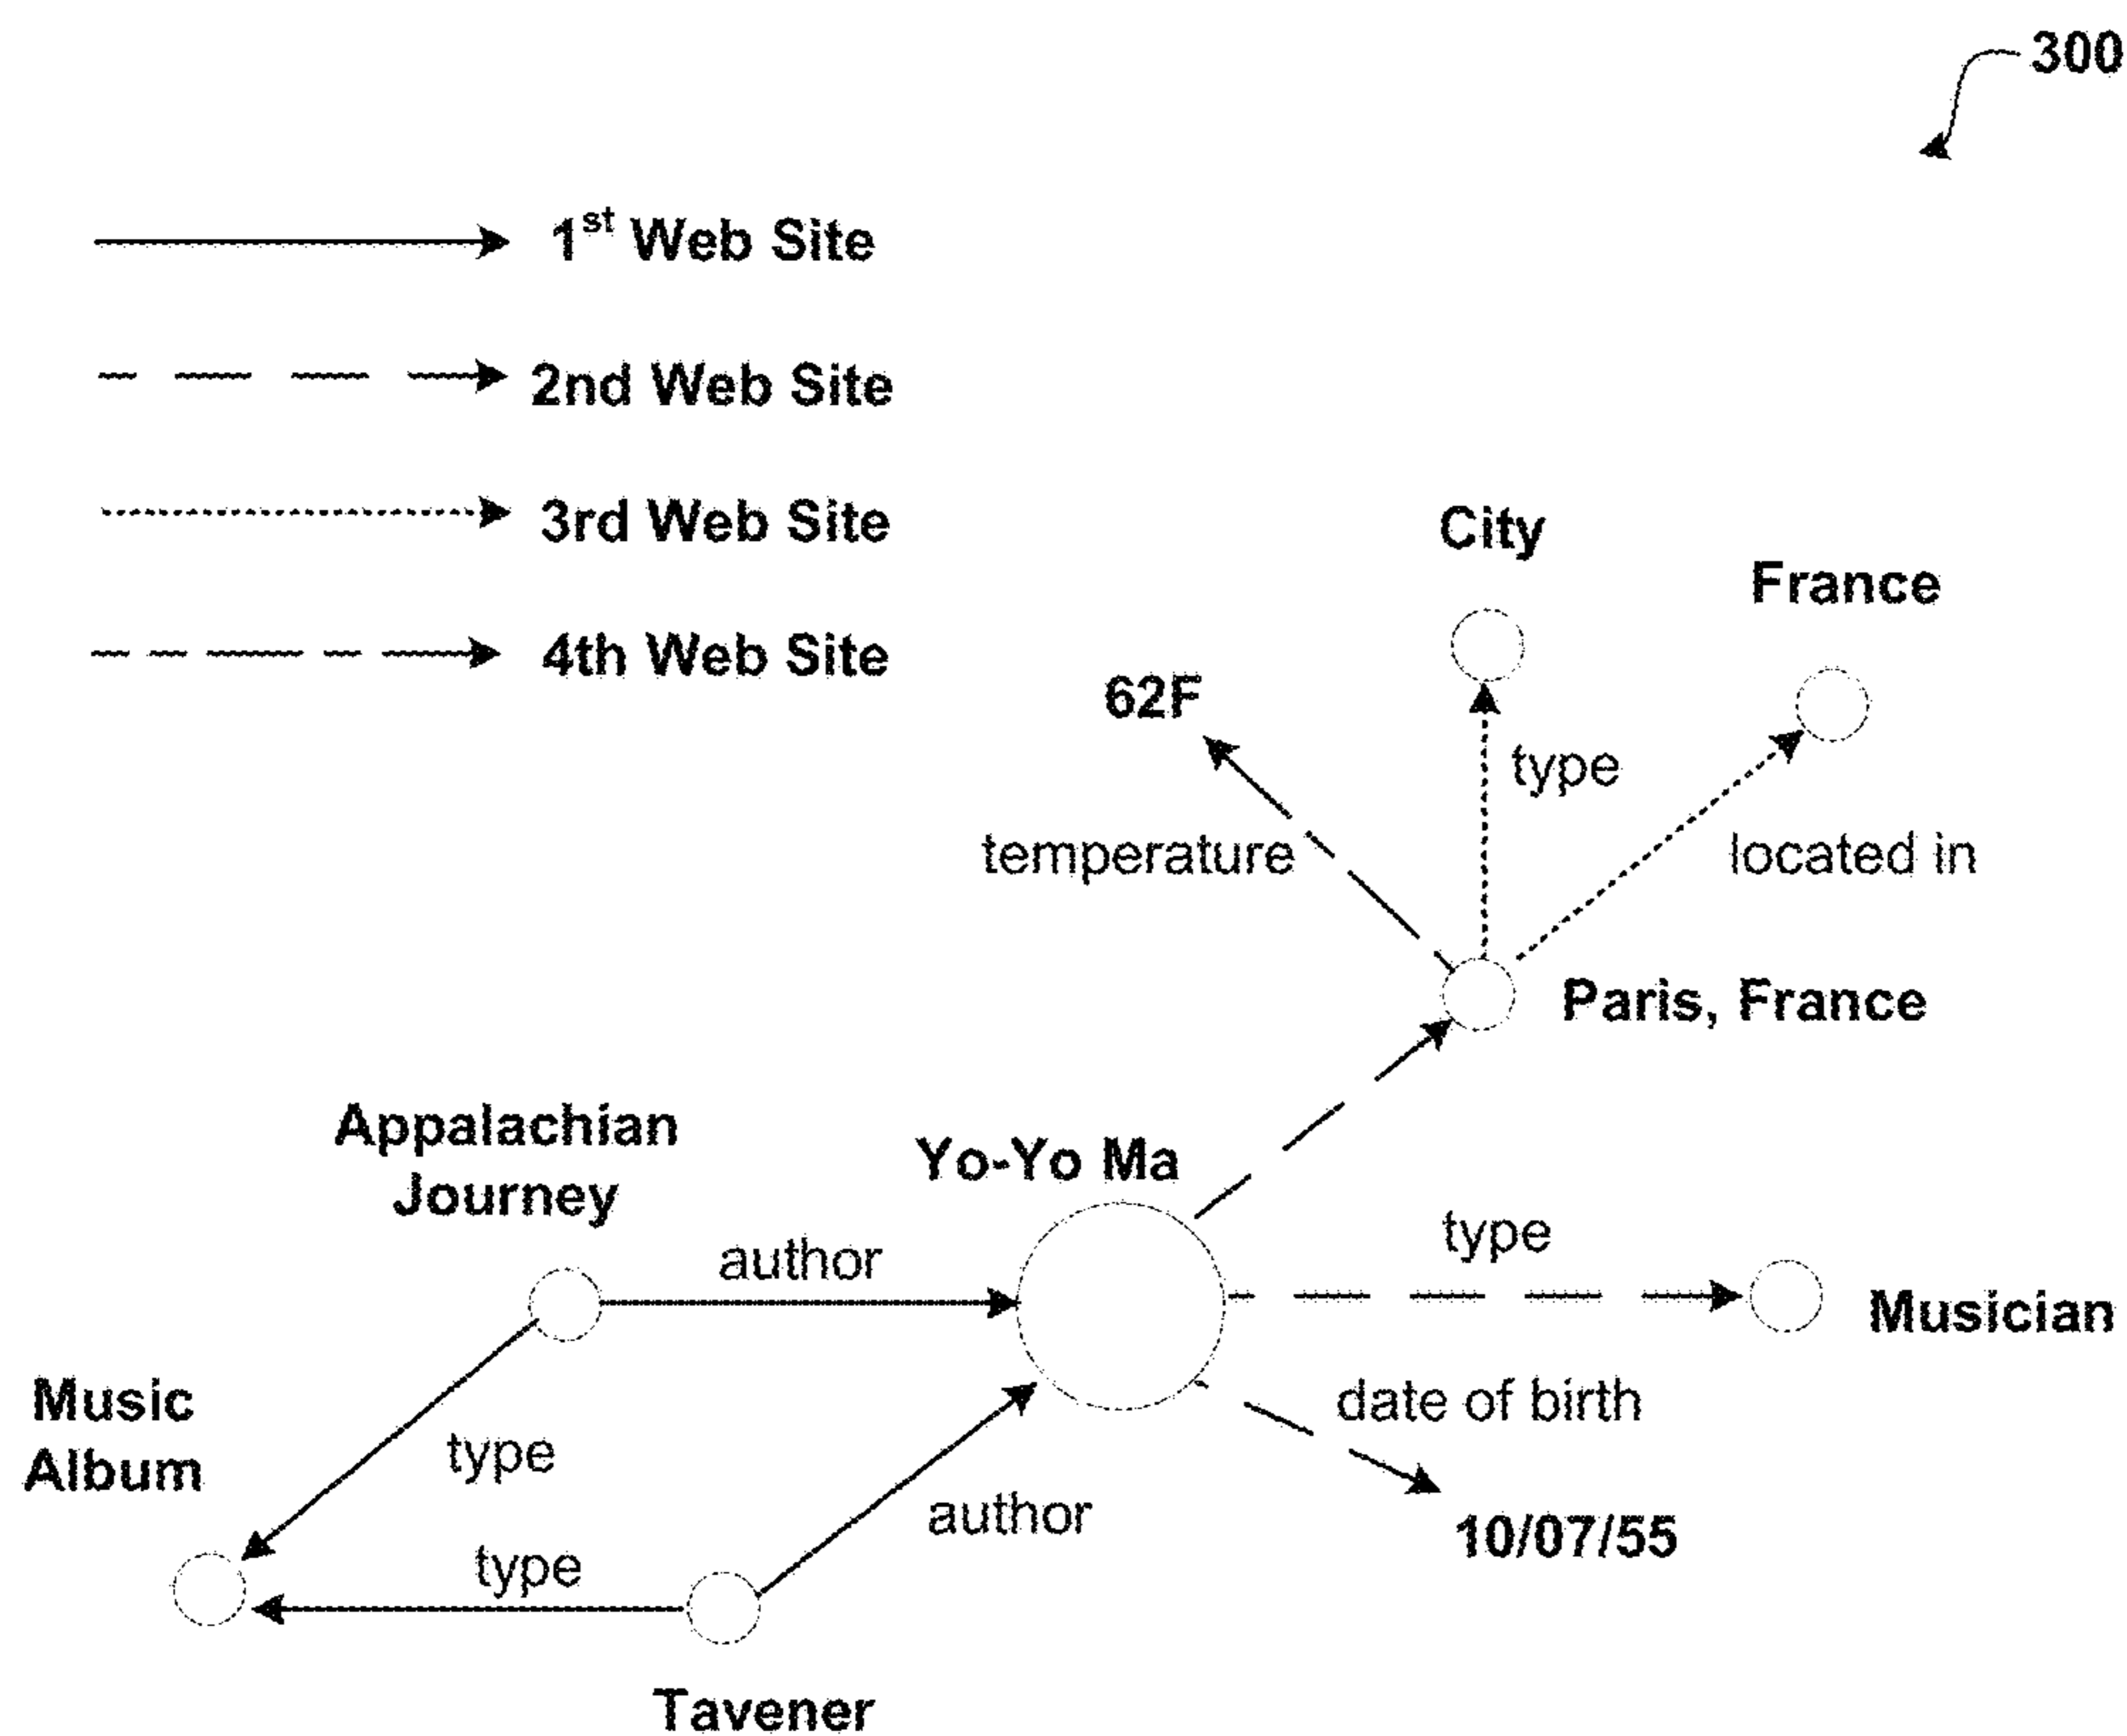 300
1st Web Site
2nd Web Site
3rd Web Site
4th Web Site
City
France
62F
type
temperature
located in
Paris, France
Appalachian
Journey
Yo-Yo Ma
author
type
Musician
Music
Album
type
date of birth
author
10/07/55
type
Tavener